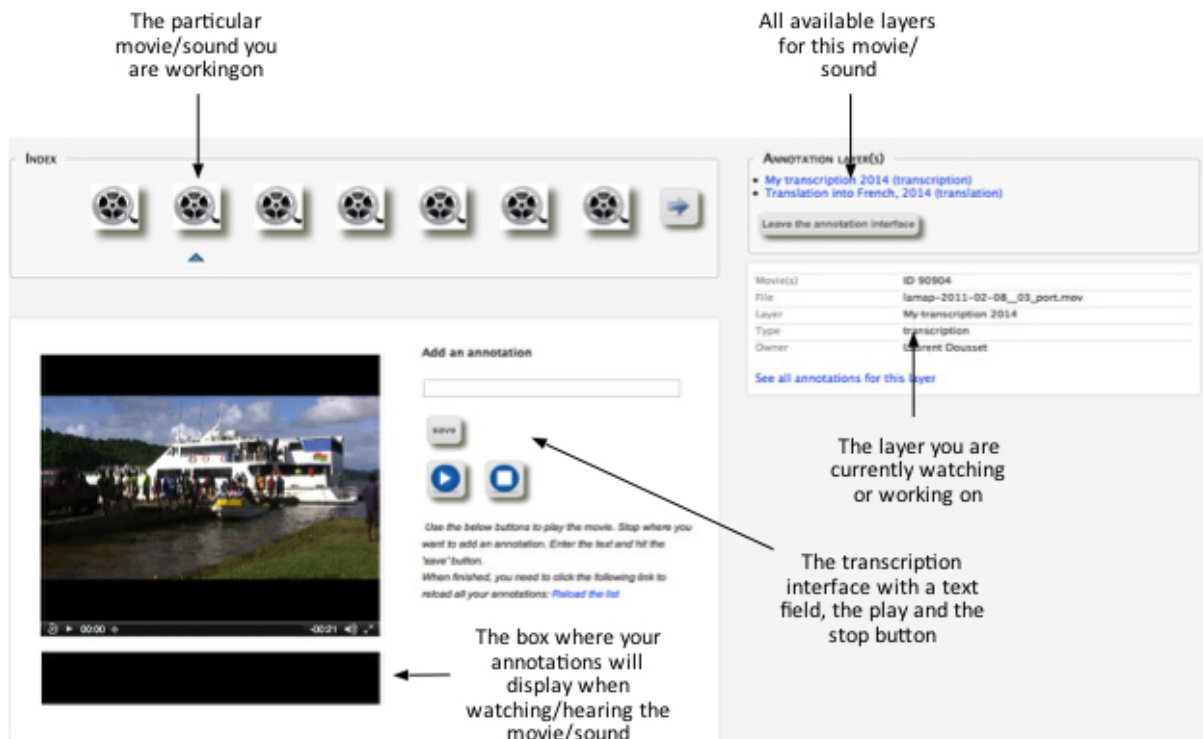 The particular
movie/sound you
are workingon
All available layers
for this movie/
sound
INDEX
ANNOTATION LAYER(S)
My transcription 2014 (transcription)
Translation into French, 2014 (translation)
Leave the annotation interface
Movie(s) ID 90904
File lamap-2011-02-08__03_port.mov
Layer My transcription 2014
Type transcription
Owner Laurent Dousset
See all annotations for this layer
Add an annotation
save
Use the below buttons to play the movie. Stop where you
want to add an annotation. Enter the text and hit the
"save" button.
When finished, you need to click the following link to
reload all your annotations: Reload the list
00:00 -00:21
The layer you are
currently watching
or working on
The transcription
interface with a text
field, the play and the
stop button
The box where your
annotations will
display when
watching/hearing the
movie/sound